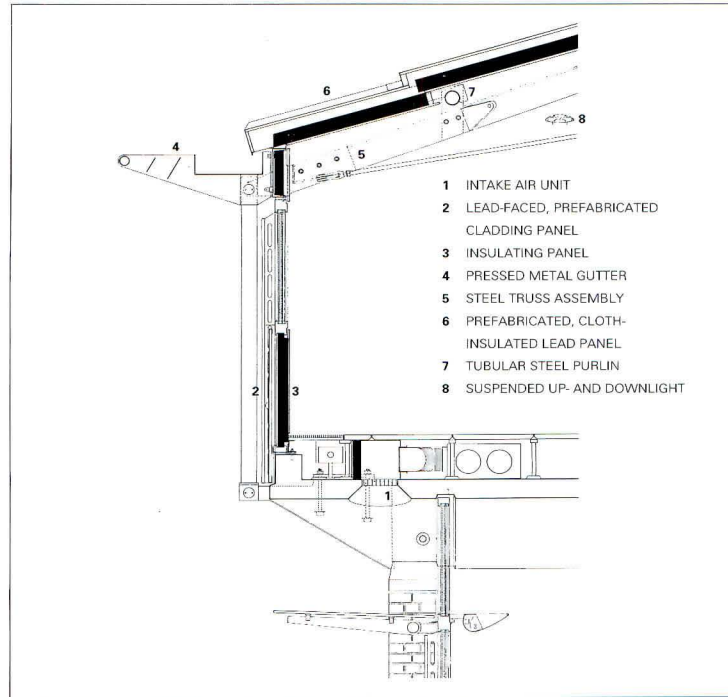 6
7
4
8
5
1 INTAKE AIR UNIT
2 LEAD-FACED, PREFABRICATED
CLADDING PANEL
3 INSULATING PANEL
4 PRESSED METAL GUTTER
5 STEEL TRUSS ASSEMBLY
6 PREFABRICATED, CLOTH-
INSULATED LEAD PANEL
7 TUBULAR STEEL PURLIN
8 SUSPENDED UP- AND DOWNLIGHT
2 3
1